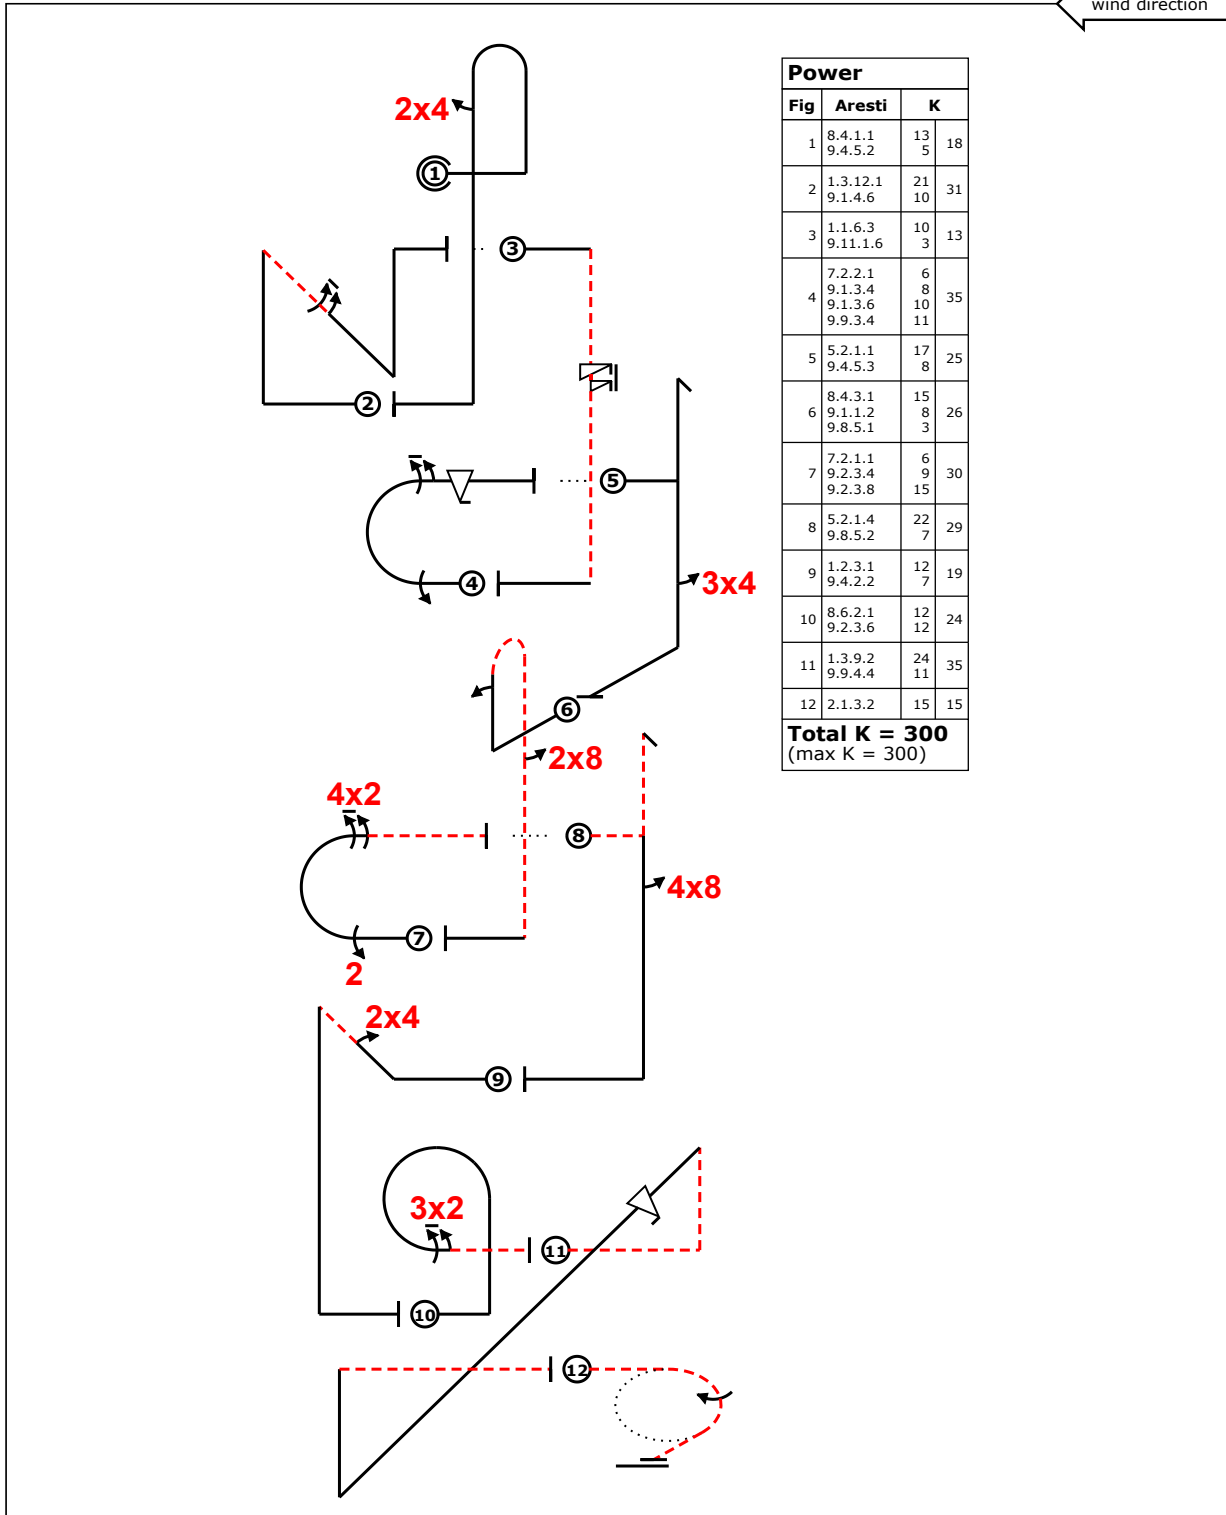 wind direction
2x4
1
3
2
5
4
3x4
6
2x8
4x2
8
4x8
7
2
2x4
9
3x2
11
10
12
Power
Fig Aresti K
1 8.4.1.1 13 18
9.4.5.2 5
2 1.3.12.1 21 31
9.1.4.6 10
3 1.1.6.3 10 13
9.11.1.6 3
4 7.2.2.1 6 35
9.1.3.4 8
9.1.3.6 10
9.9.3.4 11
5 5.2.1.1 17 25
9.4.5.3 8
6 8.4.3.1 15 26
9.1.1.2 8
9.8.5.1 3
7 7.2.1.1 6 30
9.2.3.4 9
9.2.3.8 15
8 5.2.1.4 22 29
9.8.5.2 7
9 1.2.3.1 12 19
9.4.2.2 7
10 8.6.2.1 12 24
9.2.3.6 12
11 1.3.9.2 24 35
9.9.4.4 11
12 2.1.3.2 15 15
Total K = 300
(max K = 300)